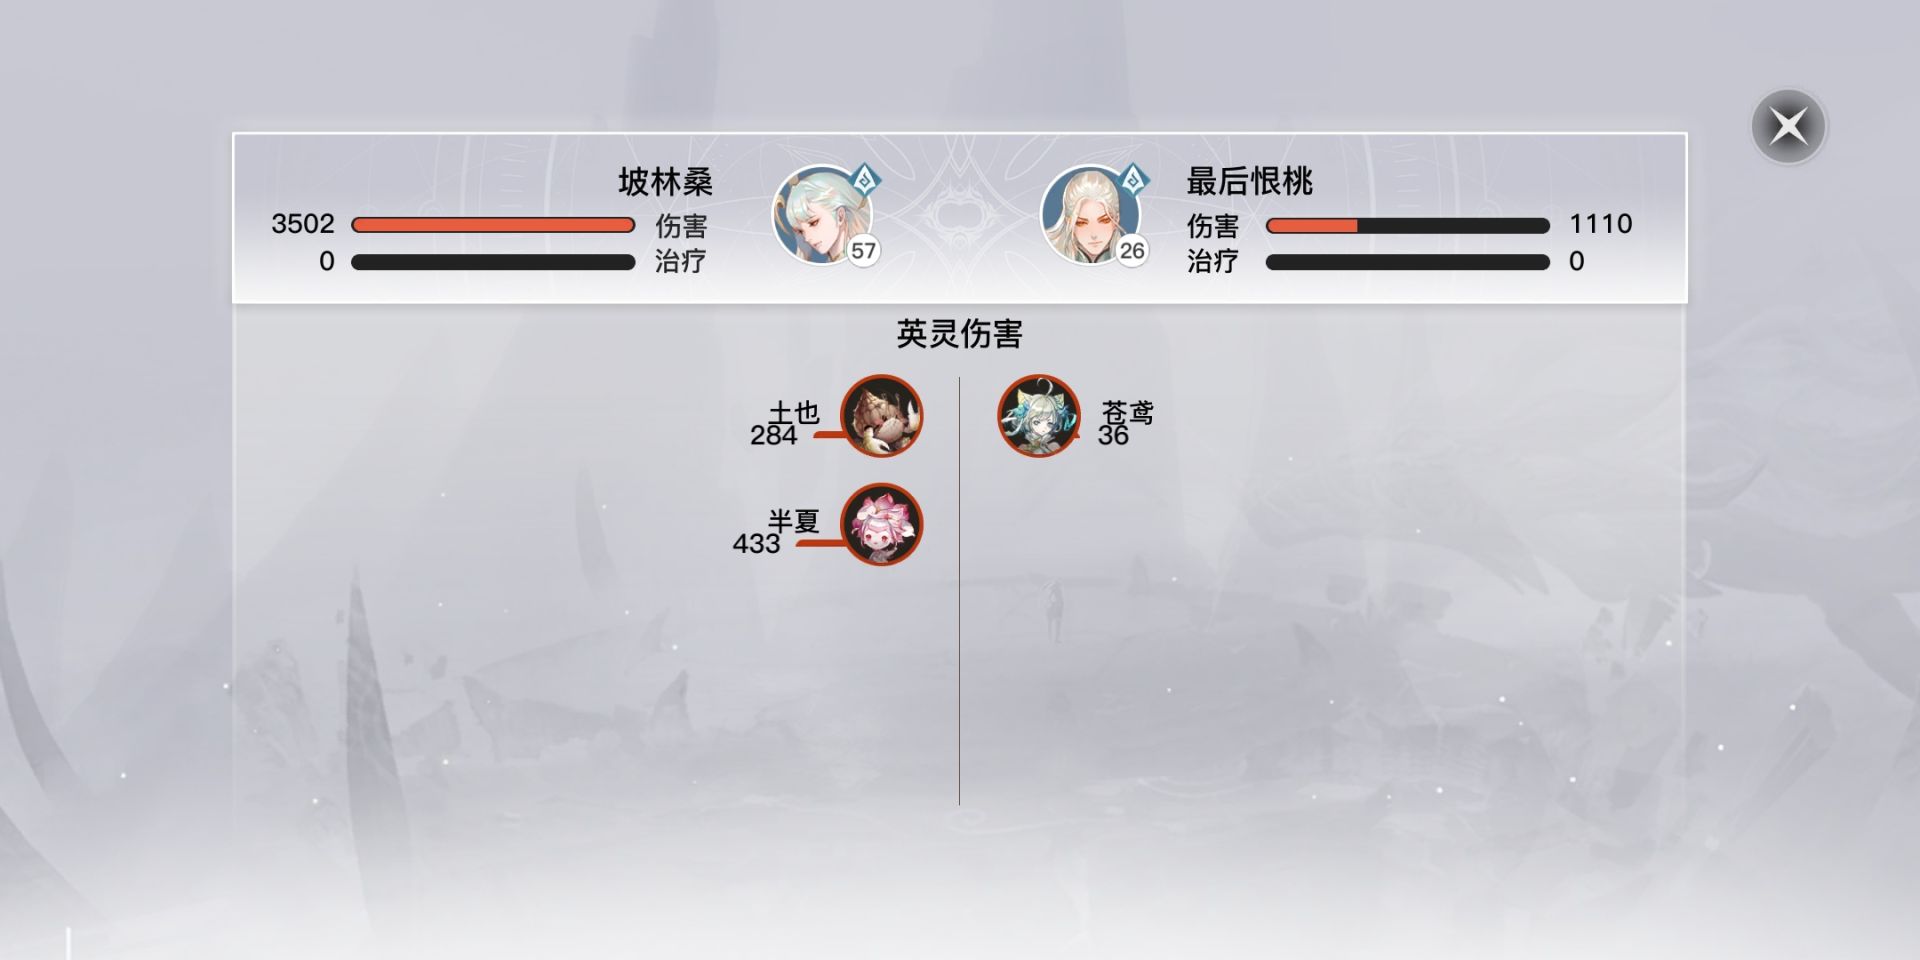 坡林桑
3502 伤害
0 治疗
57
最后恨桃
伤害 1110
治疗 0
26
英灵伤害
土也
284
苍鸢
36
半夏
433